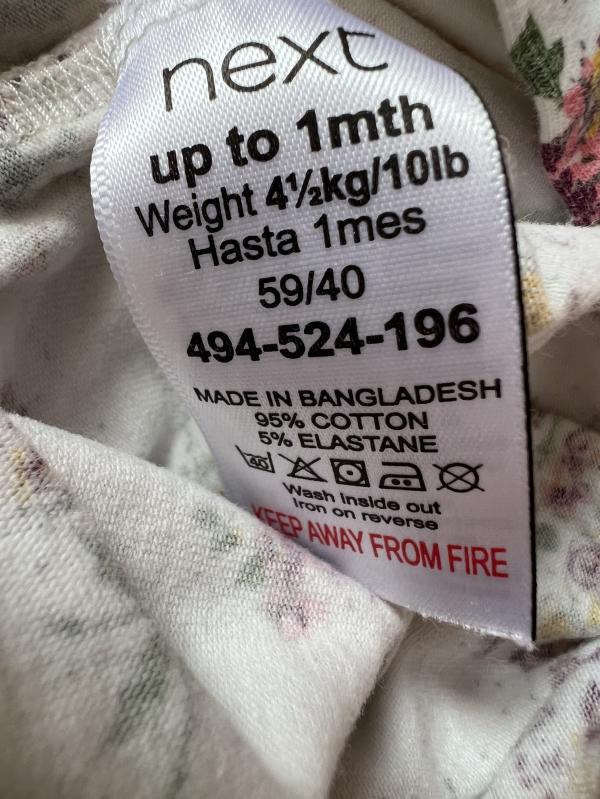 next
up to 1mth
Weight 4½kg/10lb
Hasta 1mes
59/40
494-524-196
MADE IN BANGLADESH
95% COTTON
5% ELASTANE
40
Wash inside out
Iron on reverse
KEEP AWAY FROM FIRE